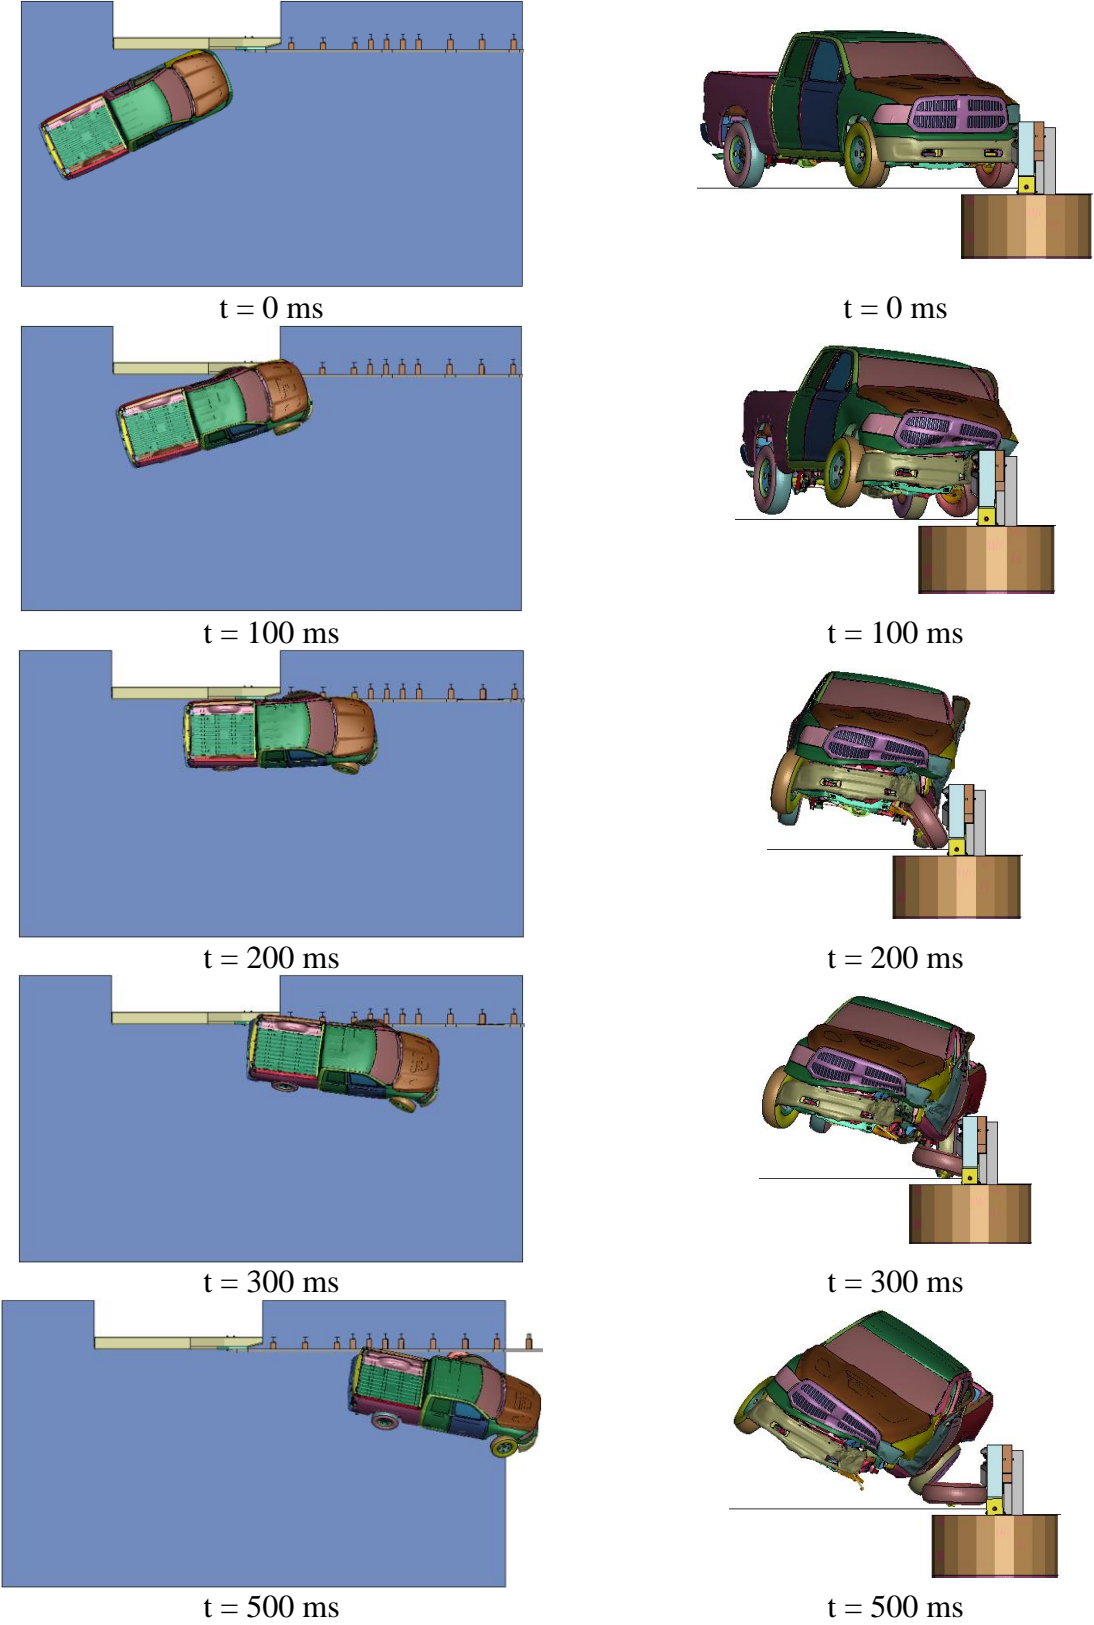 t = 0 ms
t = 0 ms
t = 100 ms
t = 100 ms
t = 200 ms
t = 200 ms
t = 300 ms
t = 300 ms
t = 500 ms
t = 500 ms